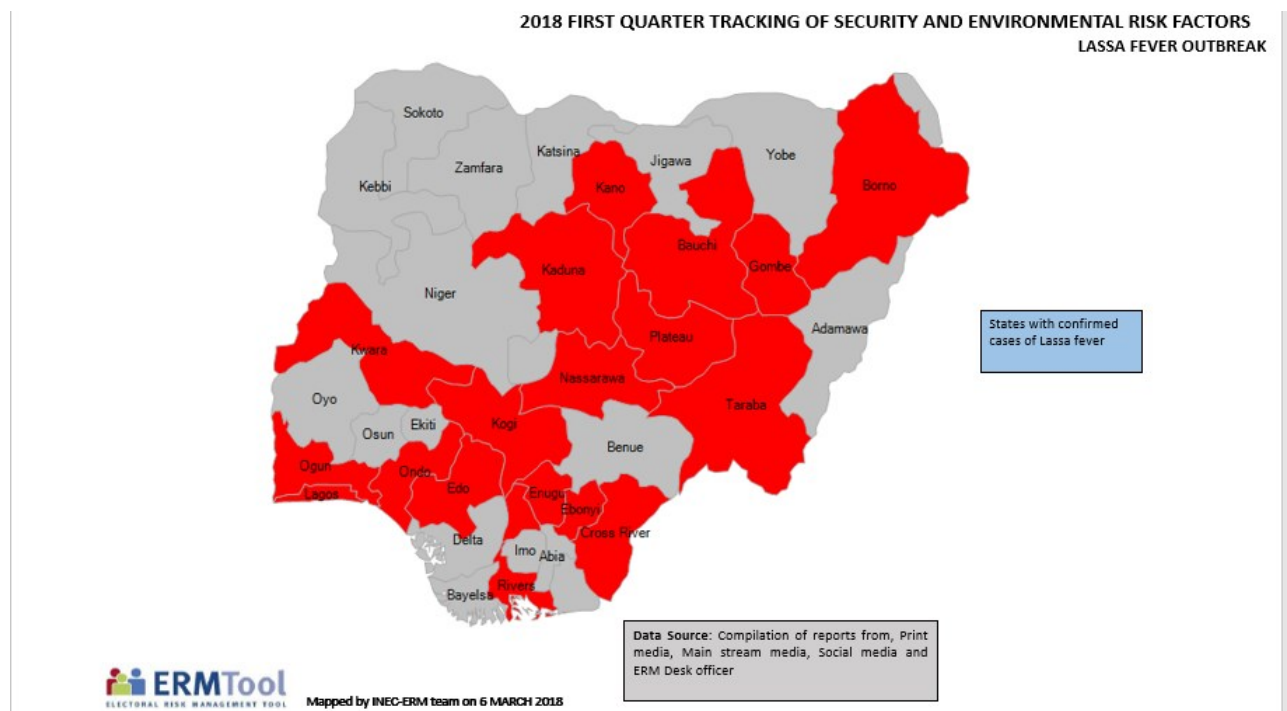 2018 FIRST QUARTER TRACKING OF SECURITY AND ENVIRONMENTAL RISK FACTORS
LASSA FEVER OUTBREAK
Sokoto
Katsina
Zamfara
Jigawa
Yobe
Kebbi
Kano
Borno
Bauchi
Kaduna
Gombe
Niger
Adamawa
Plateau
Kwara
Nassarawa
Oyo
Taraba
Kogi
Ekiti
Osun
Benue
Ogun
Ondo
Edo
Lagos
Enugu
Ebonyi
Cross River
Delta
Imo
Abia
Rivers
Bayelsa
States with confirmed
cases of Lassa fever
Data Source: Compilation of reports from, Print
media, Main stream media, Social media and
ERM Desk officer
ERMTool
ELECTORAL RISK MANAGEMENT TOOL
Mapped by INEC-ERM team on 6 MARCH 2018